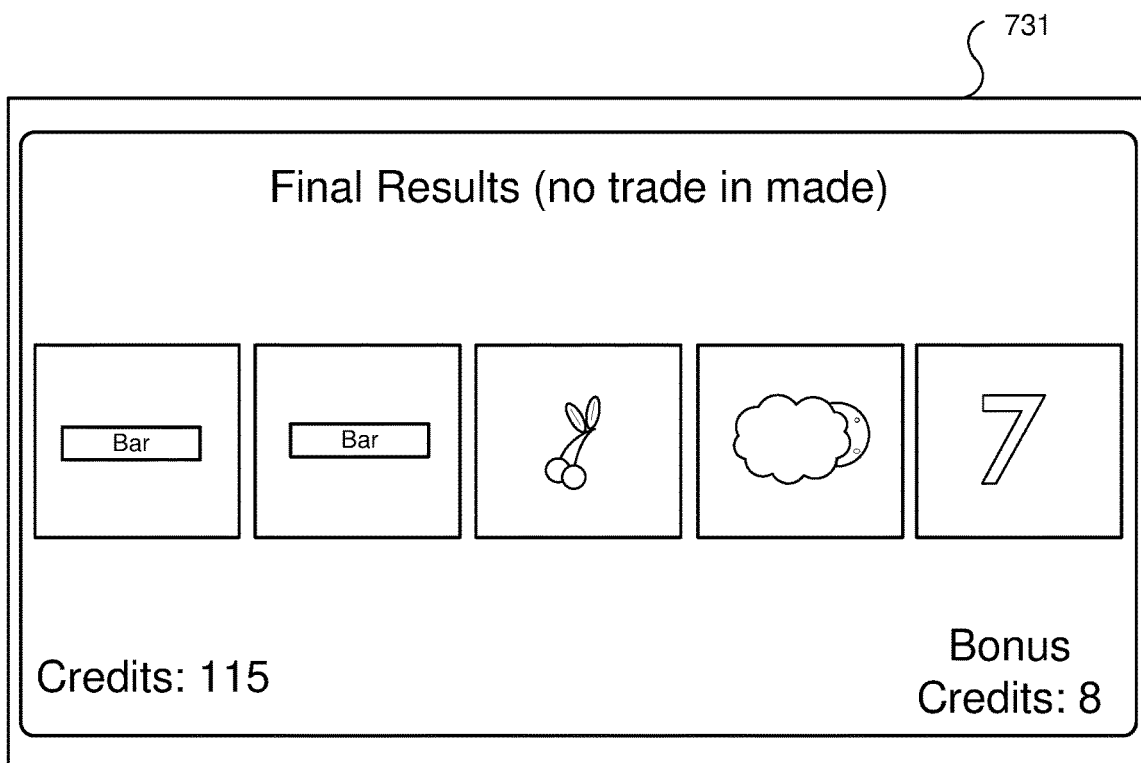 731
Final Results (no trade in made)
Bar
Bar
7
Credits: 115
Bonus
Credits: 8